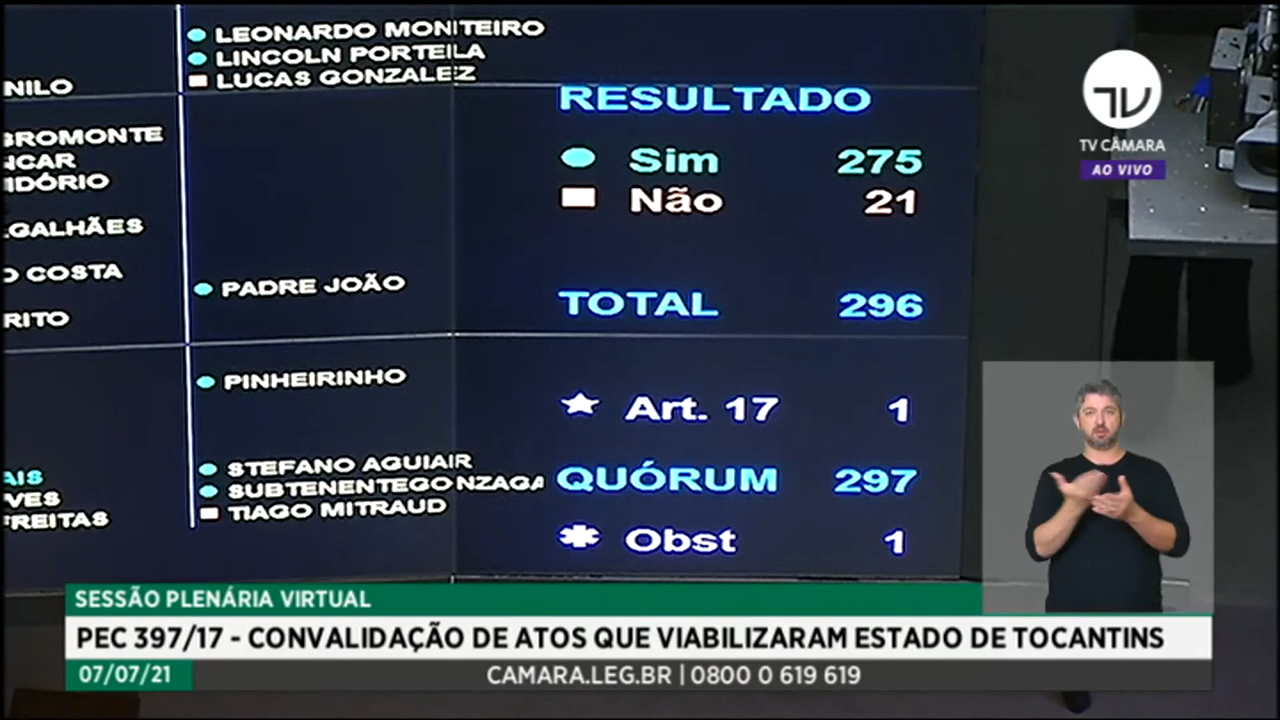 LEONARDO MONTEIRO
LINCOLN PORTELA
LUCAS GONZALEZ
NILO
BROMONTE
NCAR
IDÓRIO
GALHÃES
O COSTA
RITO
PADRE JOÃO
PINHEIRINHO
AIS
VES
FREITAS
STEFANO AGUIAR
SUBTENENTEGONZAGA
TIAGO MITRAUD
RESULTADO
Sim 275
Não 21
TOTAL 296
Art. 17 1
QUÓRUM 297
Obst 1
TV CÂMARA
AO VIVO
SESSÃO PLENÁRIA VIRTUAL
PEC 397/17 - CONVALIDAÇÃO DE ATOS QUE VIABILIZARAM ESTADO DE TOCANTINS
07/07/21
CAMARA.LEG.BR | 0800 0 619 619